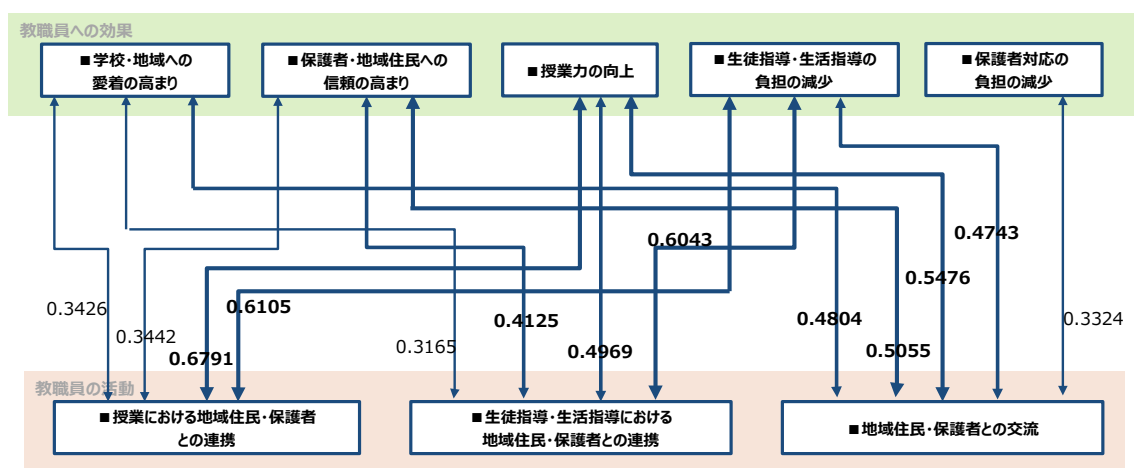 教職員への効果
■学校・地域への
愛着の高まり
■保護者・地域住民への
信頼の高まり
■授業力の向上
■生徒指導・生活指導の
負担の減少
■保護者対応の
負担の減少
0.6043
0.4743
0.5476
0.3426
0.6105
0.4125
0.4804
0.3324
0.3442
0.6791
0.3165
0.4969
0.5055
教職員の活動
■授業における地域住民・保護者
との連携
■生徒指導・生活指導における
地域住民・保護者との連携
■地域住民・保護者との交流